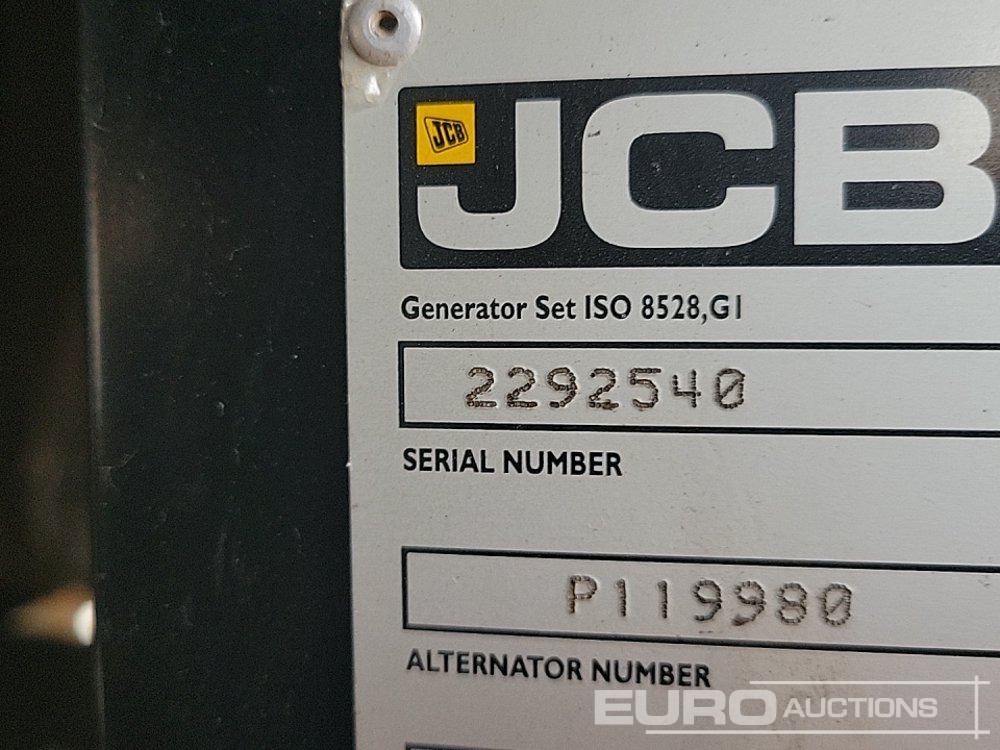 JCB
JCB
Generator Set ISO 8528,G1
2292540
SERIAL NUMBER
P119980
ALTERNATOR NUMBER
EURO AUCTIONS